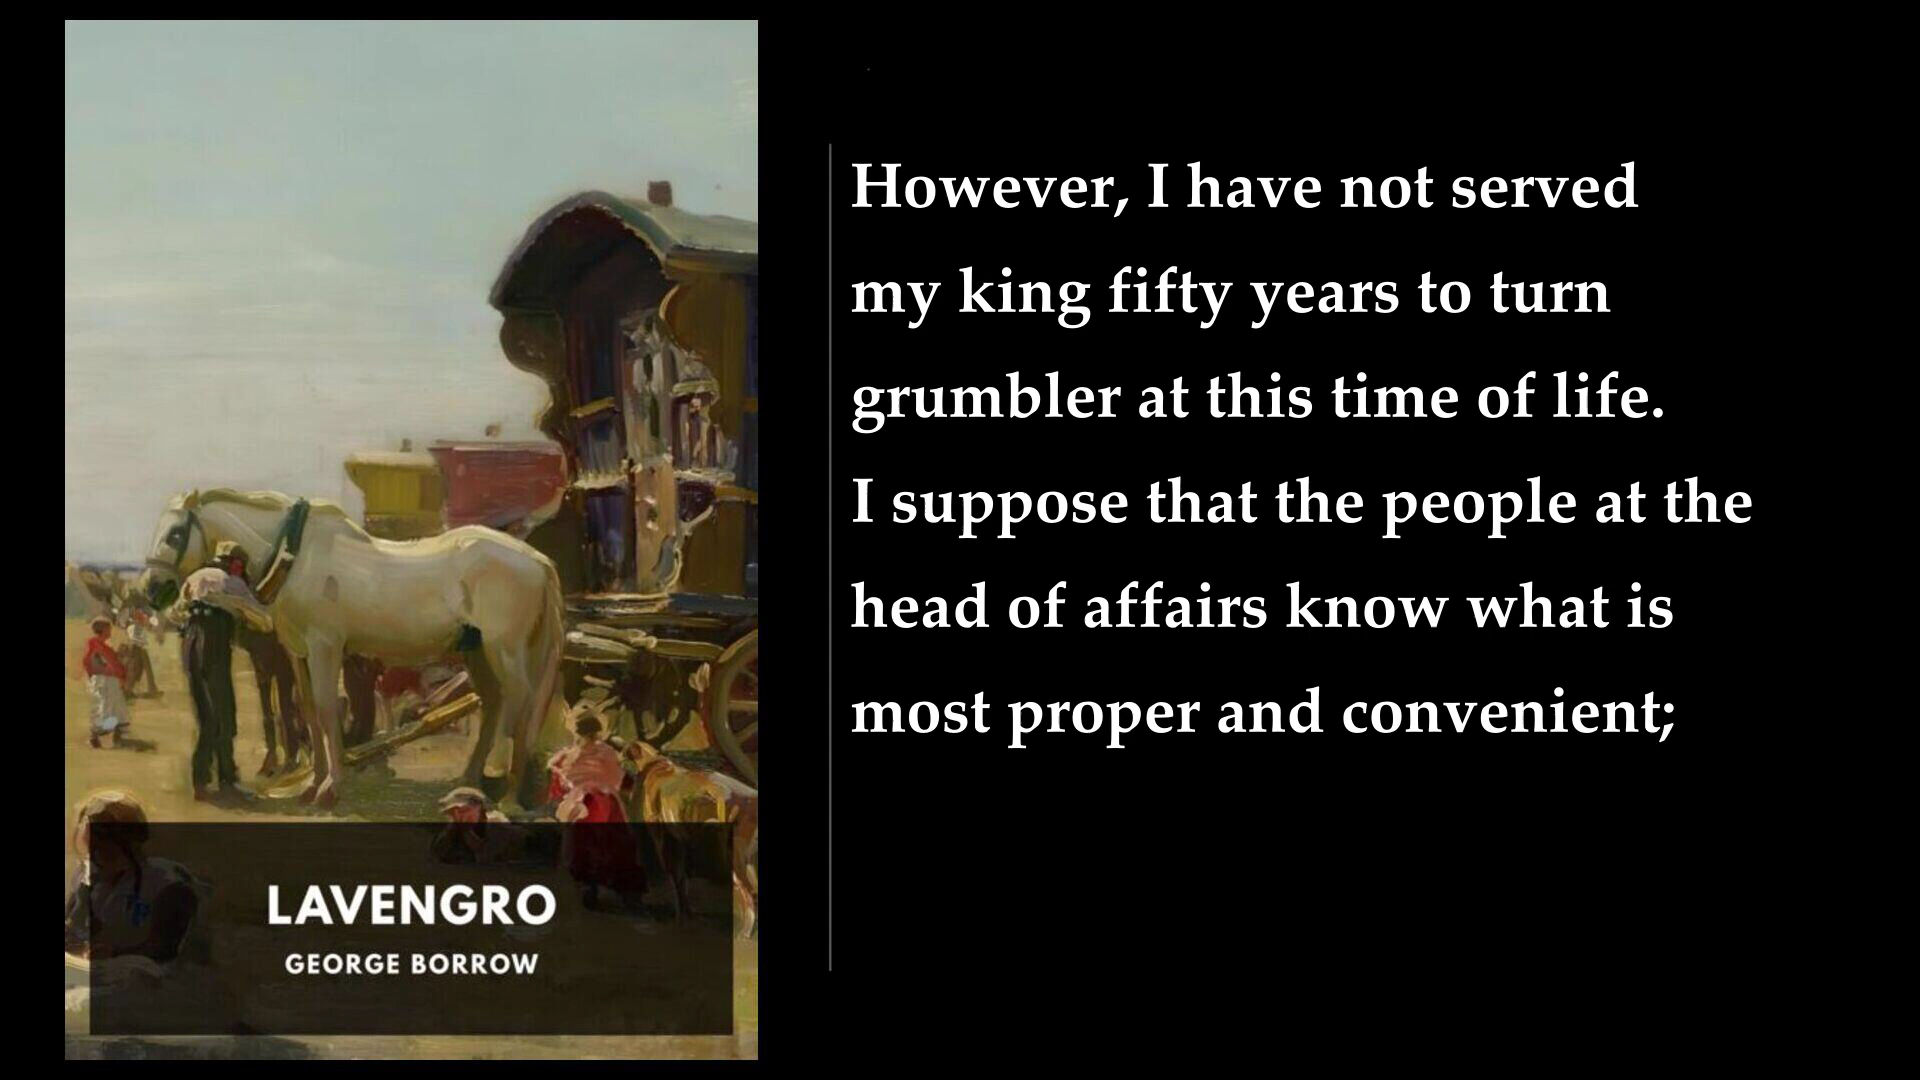 However, I have not served
my king fifty years to turn
grumbler at this time of life.
I suppose that the people at the
head of affairs know what is
most proper and convenient;
LAVENGRO
GEORGE BORROW